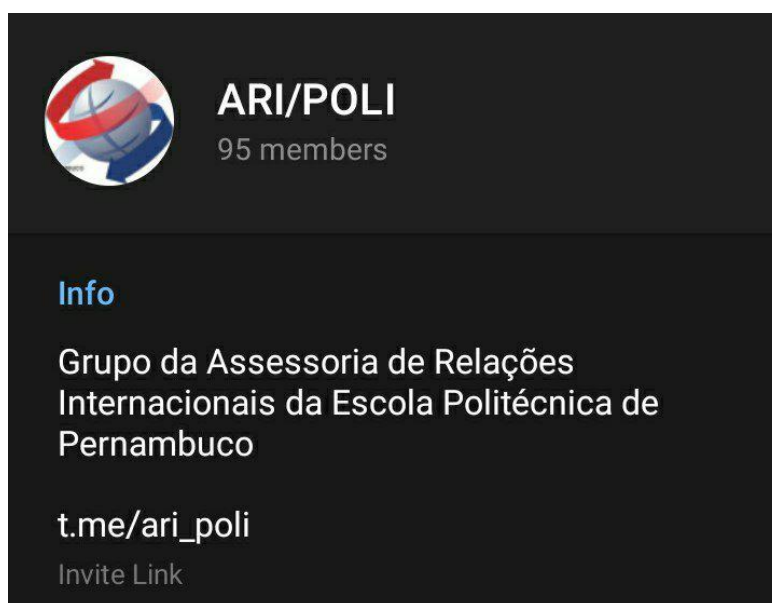 ARI/POLI
95 members
Info
Grupo da Assessoria de Relações
Internacionais da Escola Politécnica de
Pernambuco
t.me/ari_poli
Invite Link